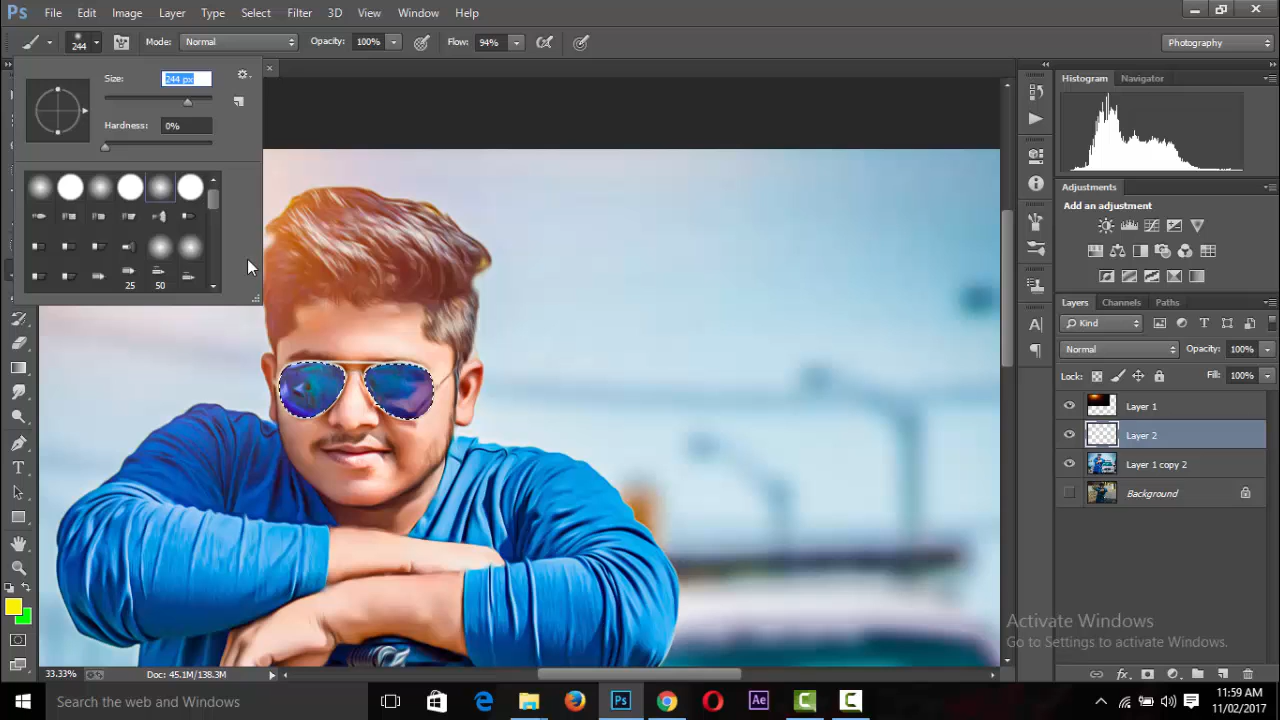 Ps File Edit Image Layer Type Select Filter 3D View Window Help
244 Mode: Normal Opacity: 100% Flow: 94% Photography
Size: 244 px
Hardness: 0%
25 50
Histogram Navigator
Adjustments
Add an adjustment
Layers Channels Paths
Kind
Normal Opacity: 100%
Lock: Fill: 100%
Layer 1
Layer 2
Layer 1 copy 2
Background
Activate Windows
Go to Settings to activate Windows.
33.33% Doc: 45.1M/138.3M
Search the web and Windows
Ps Ae
11:59 AM
11/02/2017